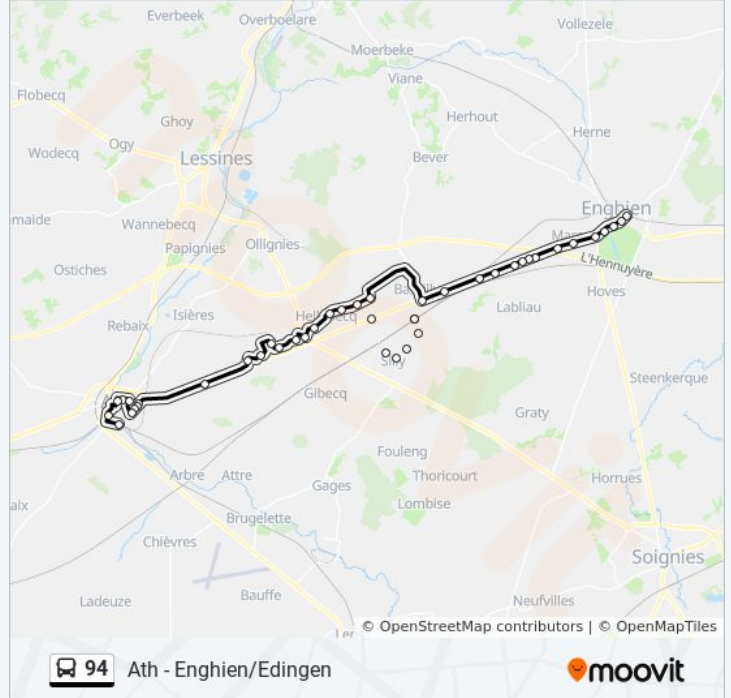 Everbeek
Overboelare
Vollezele
Moerbeke
Viane
Flobecq
Herhout
Ghoy
Herne
Ogy
Wodecq
Lessines
Bever
Enghien
maide
Wannebecq
Papignies
Ollignies
L'Hennuyère
Ostiches
Hoves
Isières
Labliau
Rebaix
Silly
Steenkerque
Gibecq
Graty
Fouleng
Arbre
Attre
Thoricourt
Gages
Horrues
Lombise
Brugelette
Chièvres
Soignies
Bauffe
Ladeuze
Neufvilles
© OpenStreetMap contributors | © OpenMapTiles
94 Ath - Enghien/Edingen
moovit